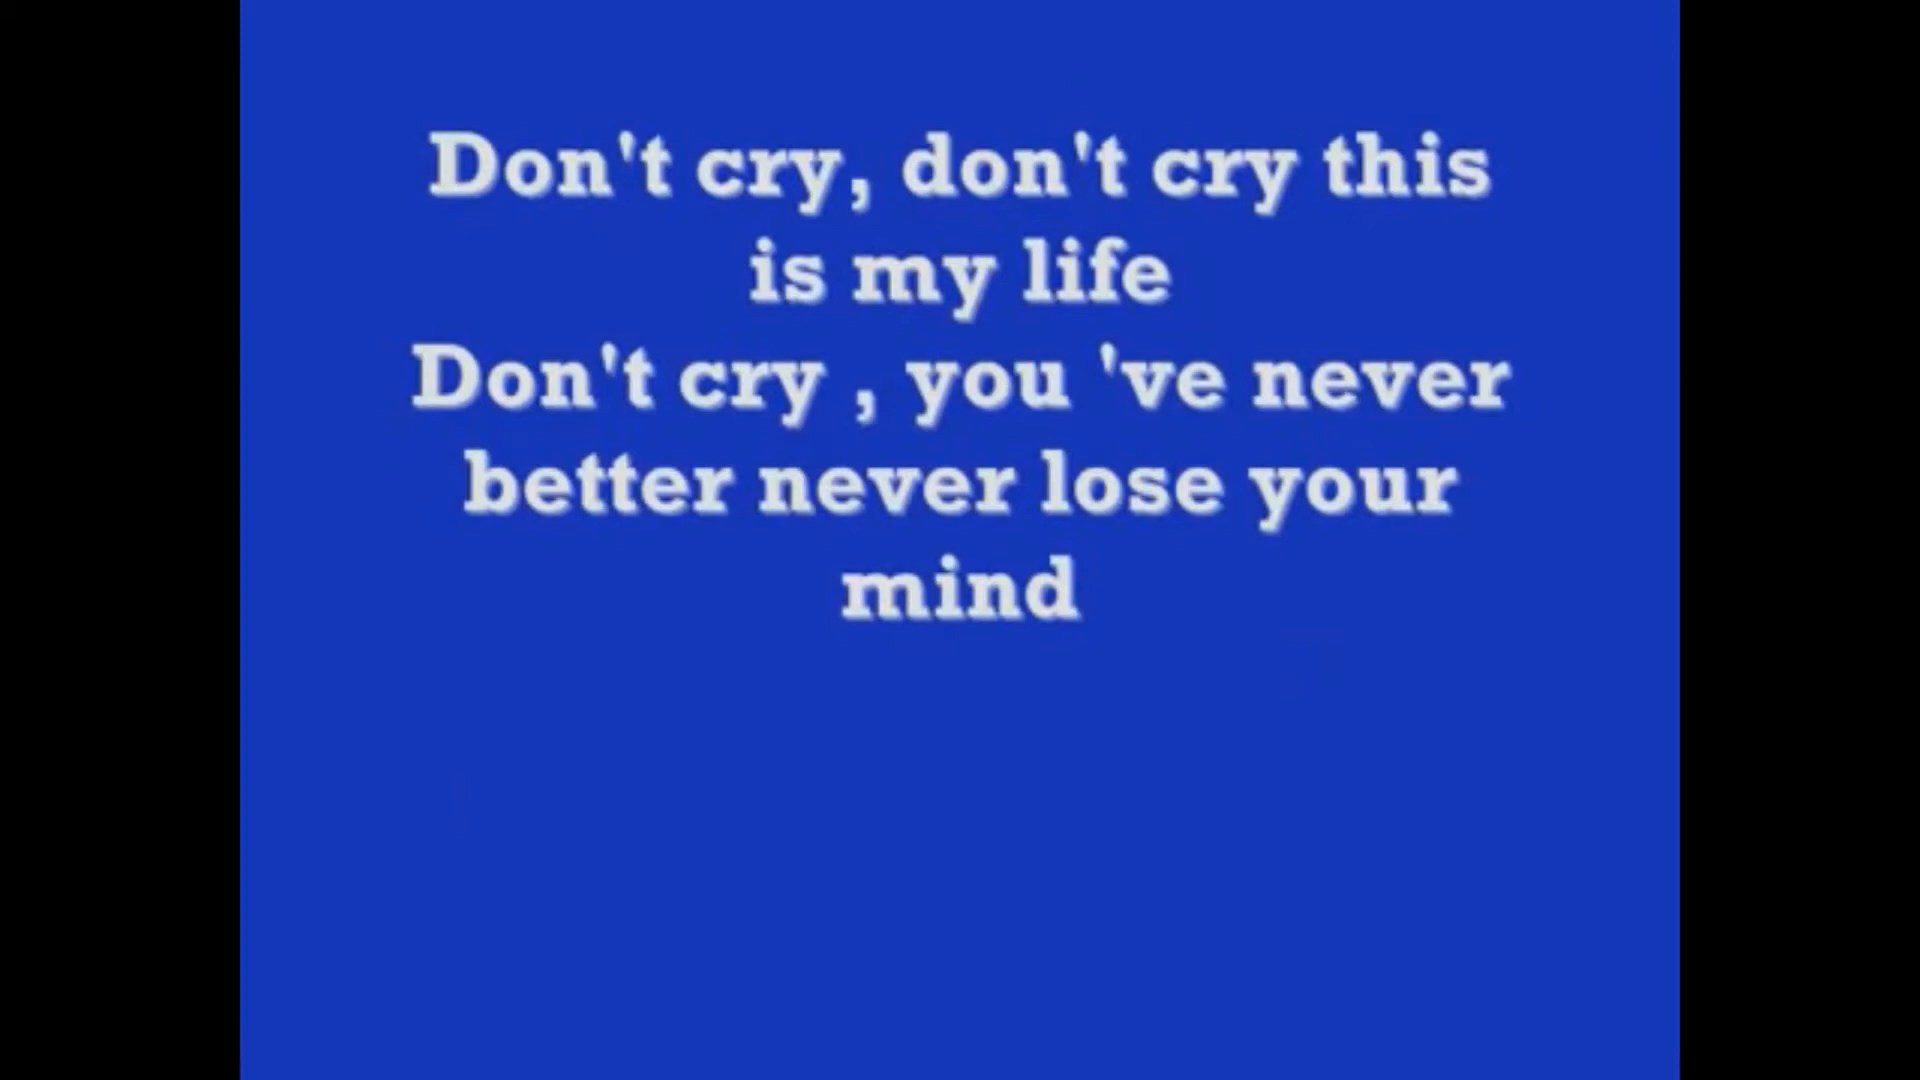 Don't cry, don't cry this
is my life
Don't cry , you 've never
better never lose your
mind